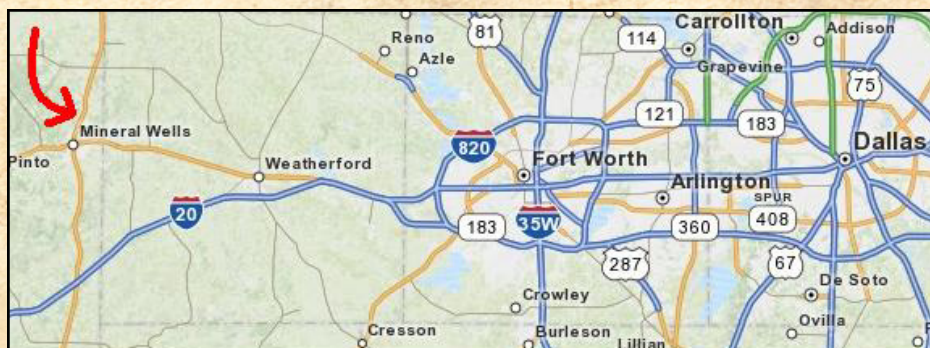 Carrollton
Reno
81
114
Addison
Azle
Grapevine
75
121
183
Mineral Wells
820
Dallas
Pinto
Weatherford
Fort Worth
Arlington
SPUR
20
183
35W
360
408
287
67
De Soto
Crowley
Ovilla
Cresson
Burleson
Lillian